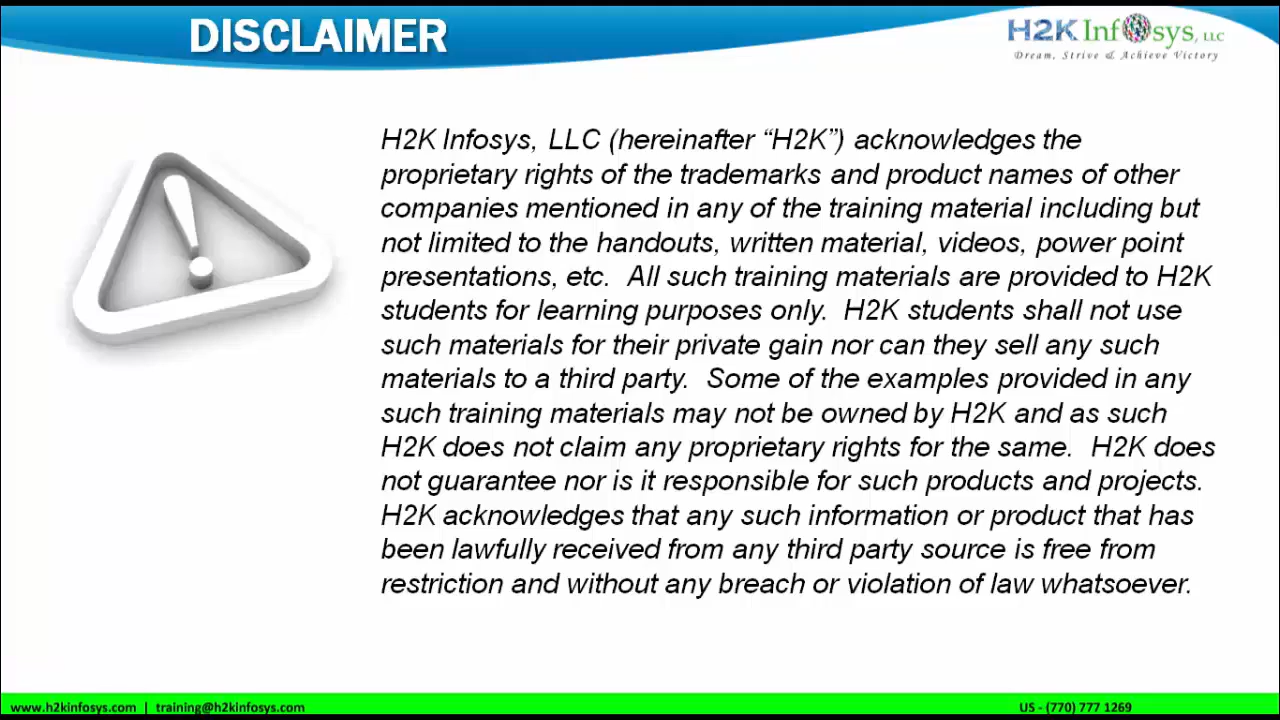 DISCLAIMER
H2K Infosys, LLC
Dream, Strive & Achieve Victory
H2K Infosys, LLC (hereinafter “H2K”) acknowledges the
proprietary rights of the trademarks and product names of other
companies mentioned in any of the training material including but
not limited to the handouts, written material, videos, power point
presentations, etc.  All such training materials are provided to H2K
students for learning purposes only.  H2K students shall not use
such materials for their private gain nor can they sell any such
materials to a third party.  Some of the examples provided in any
such training materials may not be owned by H2K and as such
H2K does not claim any proprietary rights for the same.  H2K does
not guarantee nor is it responsible for such products and projects.
H2K acknowledges that any such information or product that has
been lawfully received from any third party source is free from
restriction and without any breach or violation of law whatsoever.
www.h2kinfosys.com | training@h2kinfosys.com
US - (770) 777 1269